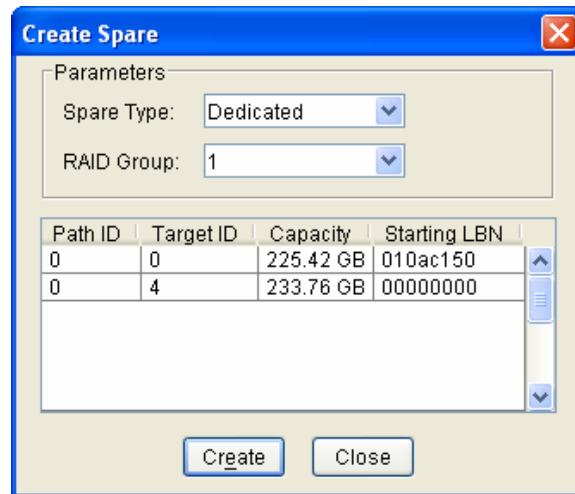 Create Spare
Parameters
Spare Type: Dedicated
RAID Group: 1
Path ID Target ID Capacity Starting LBN
0 0 225.42 GB 010ac150
0 4 233.76 GB 00000000
Create Close